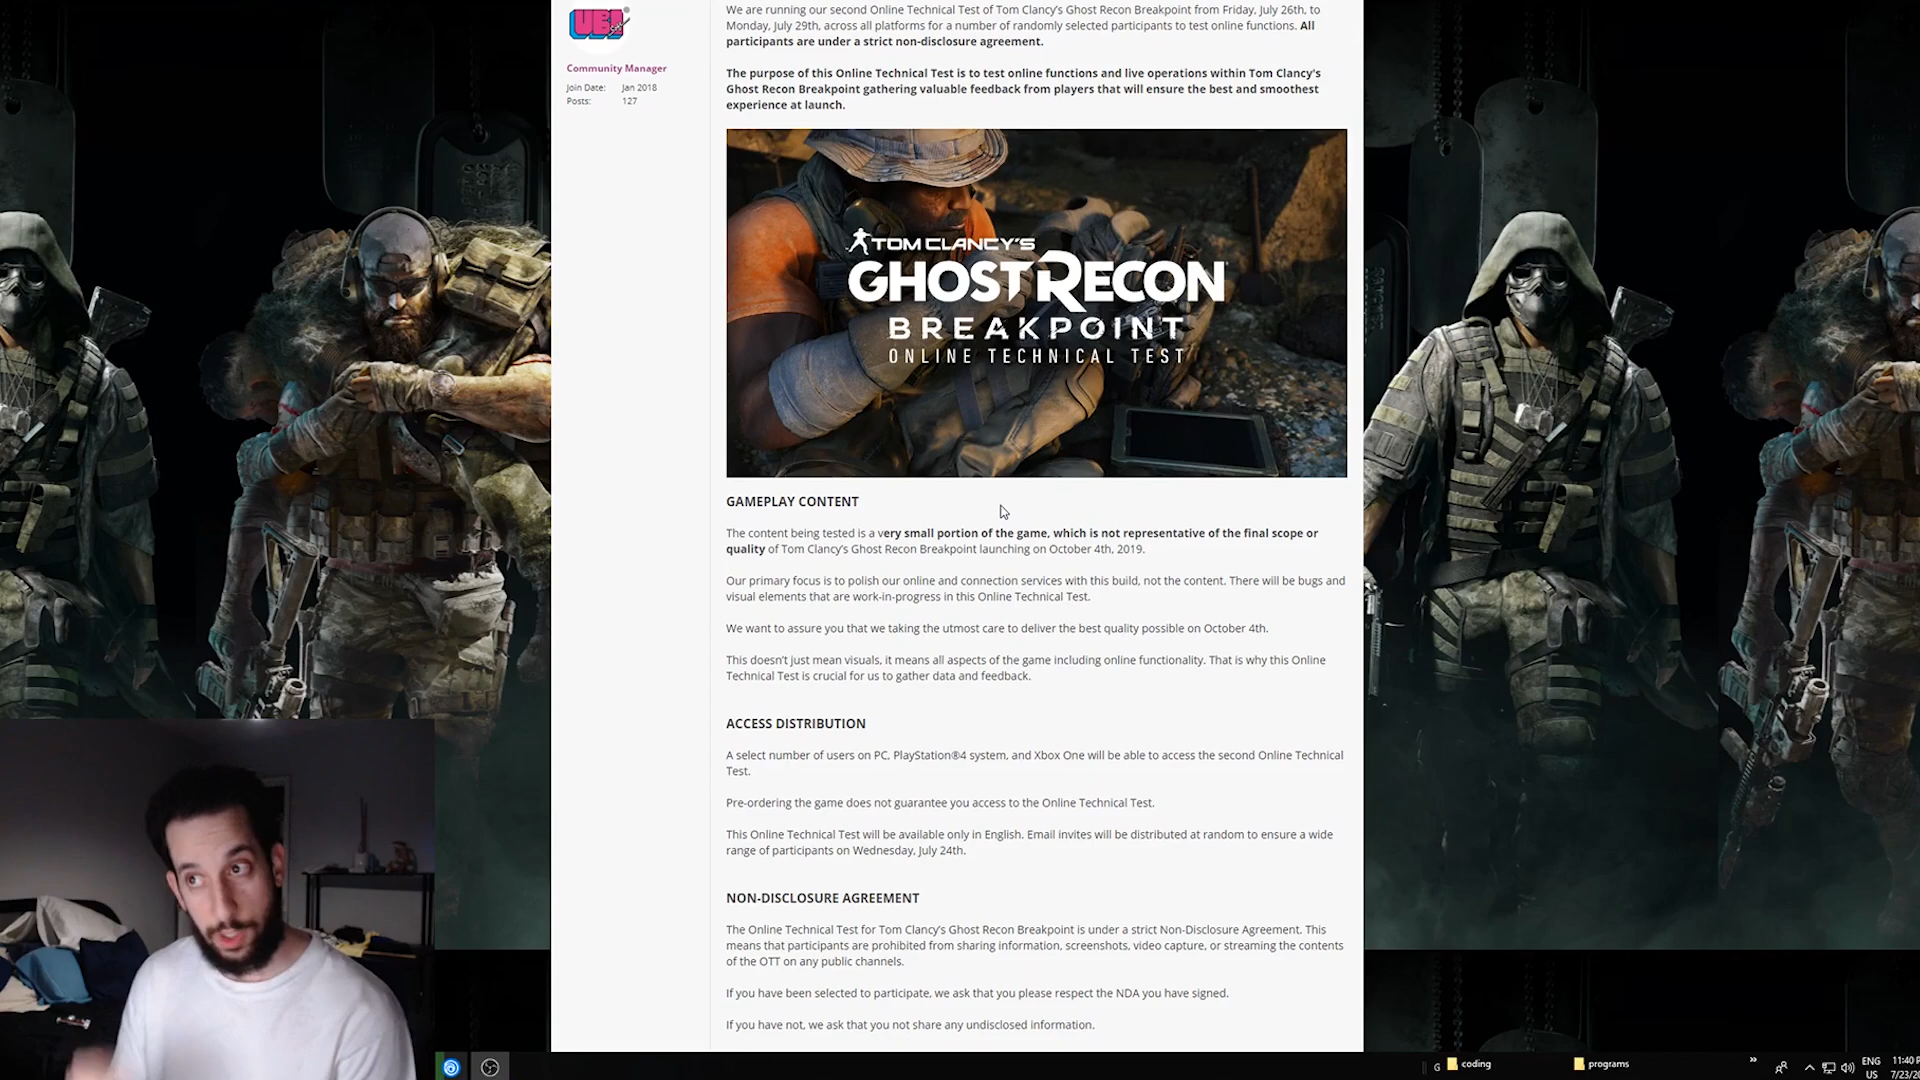 We are running our second Online Technical Test of Tom Clancy's Ghost Recon Breakpoint from Friday, July 26th, to
Monday, July 29th, across all platforms for a number of randomly selected participants to test online functions. All
participants are under a strict non-disclosure agreement.
Community Manager
Join Date: Jan 2018
Posts: 127
The purpose of this Online Technical Test is to test online functions and live operations within Tom Clancy's
Ghost Recon Breakpoint gathering valuable feedback from players that will ensure the best and smoothest
experience at launch.
TOM CLANCY'S
GHOST RECON
BREAKPOINT
ONLINE TECHNICAL TEST
GAMEPLAY CONTENT
The content being tested is a very small portion of the game, which is not representative of the final scope or
quality of Tom Clancy's Ghost Recon Breakpoint launching on October 4th, 2019.
Our primary focus is to polish our online and connection services with this build, not the content. There will be bugs and
visual elements that are work-in-progress in this Online Technical Test.
We want to assure you that we taking the utmost care to deliver the best quality possible on October 4th.
This doesn't just mean visuals, it means all aspects of the game including online functionality. That is why this Online
Technical Test is crucial for us to gather data and feedback.
ACCESS DISTRIBUTION
A select number of users on PC, PlayStation®4 system, and Xbox One will be able to access the second Online Technical
Test.
Pre-ordering the game does not guarantee you access to the Online Technical Test.
This Online Technical Test will be available only in English. Email invites will be distributed at random to ensure a wide
range of participants on Wednesday, July 24th.
NON-DISCLOSURE AGREEMENT
The Online Technical Test for Tom Clancy's Ghost Recon Breakpoint is under a strict Non-Disclosure Agreement. This
means that participants are prohibited from sharing information, screenshots, video capture, or streaming the contents
of the OTT on any public channels.
If you have been selected to participate, we ask that you please respect the NDA you have signed.
If you have not, we ask that you not share any undisclosed information.
G coding programs » ENG 11:40 P
US 7/23/20